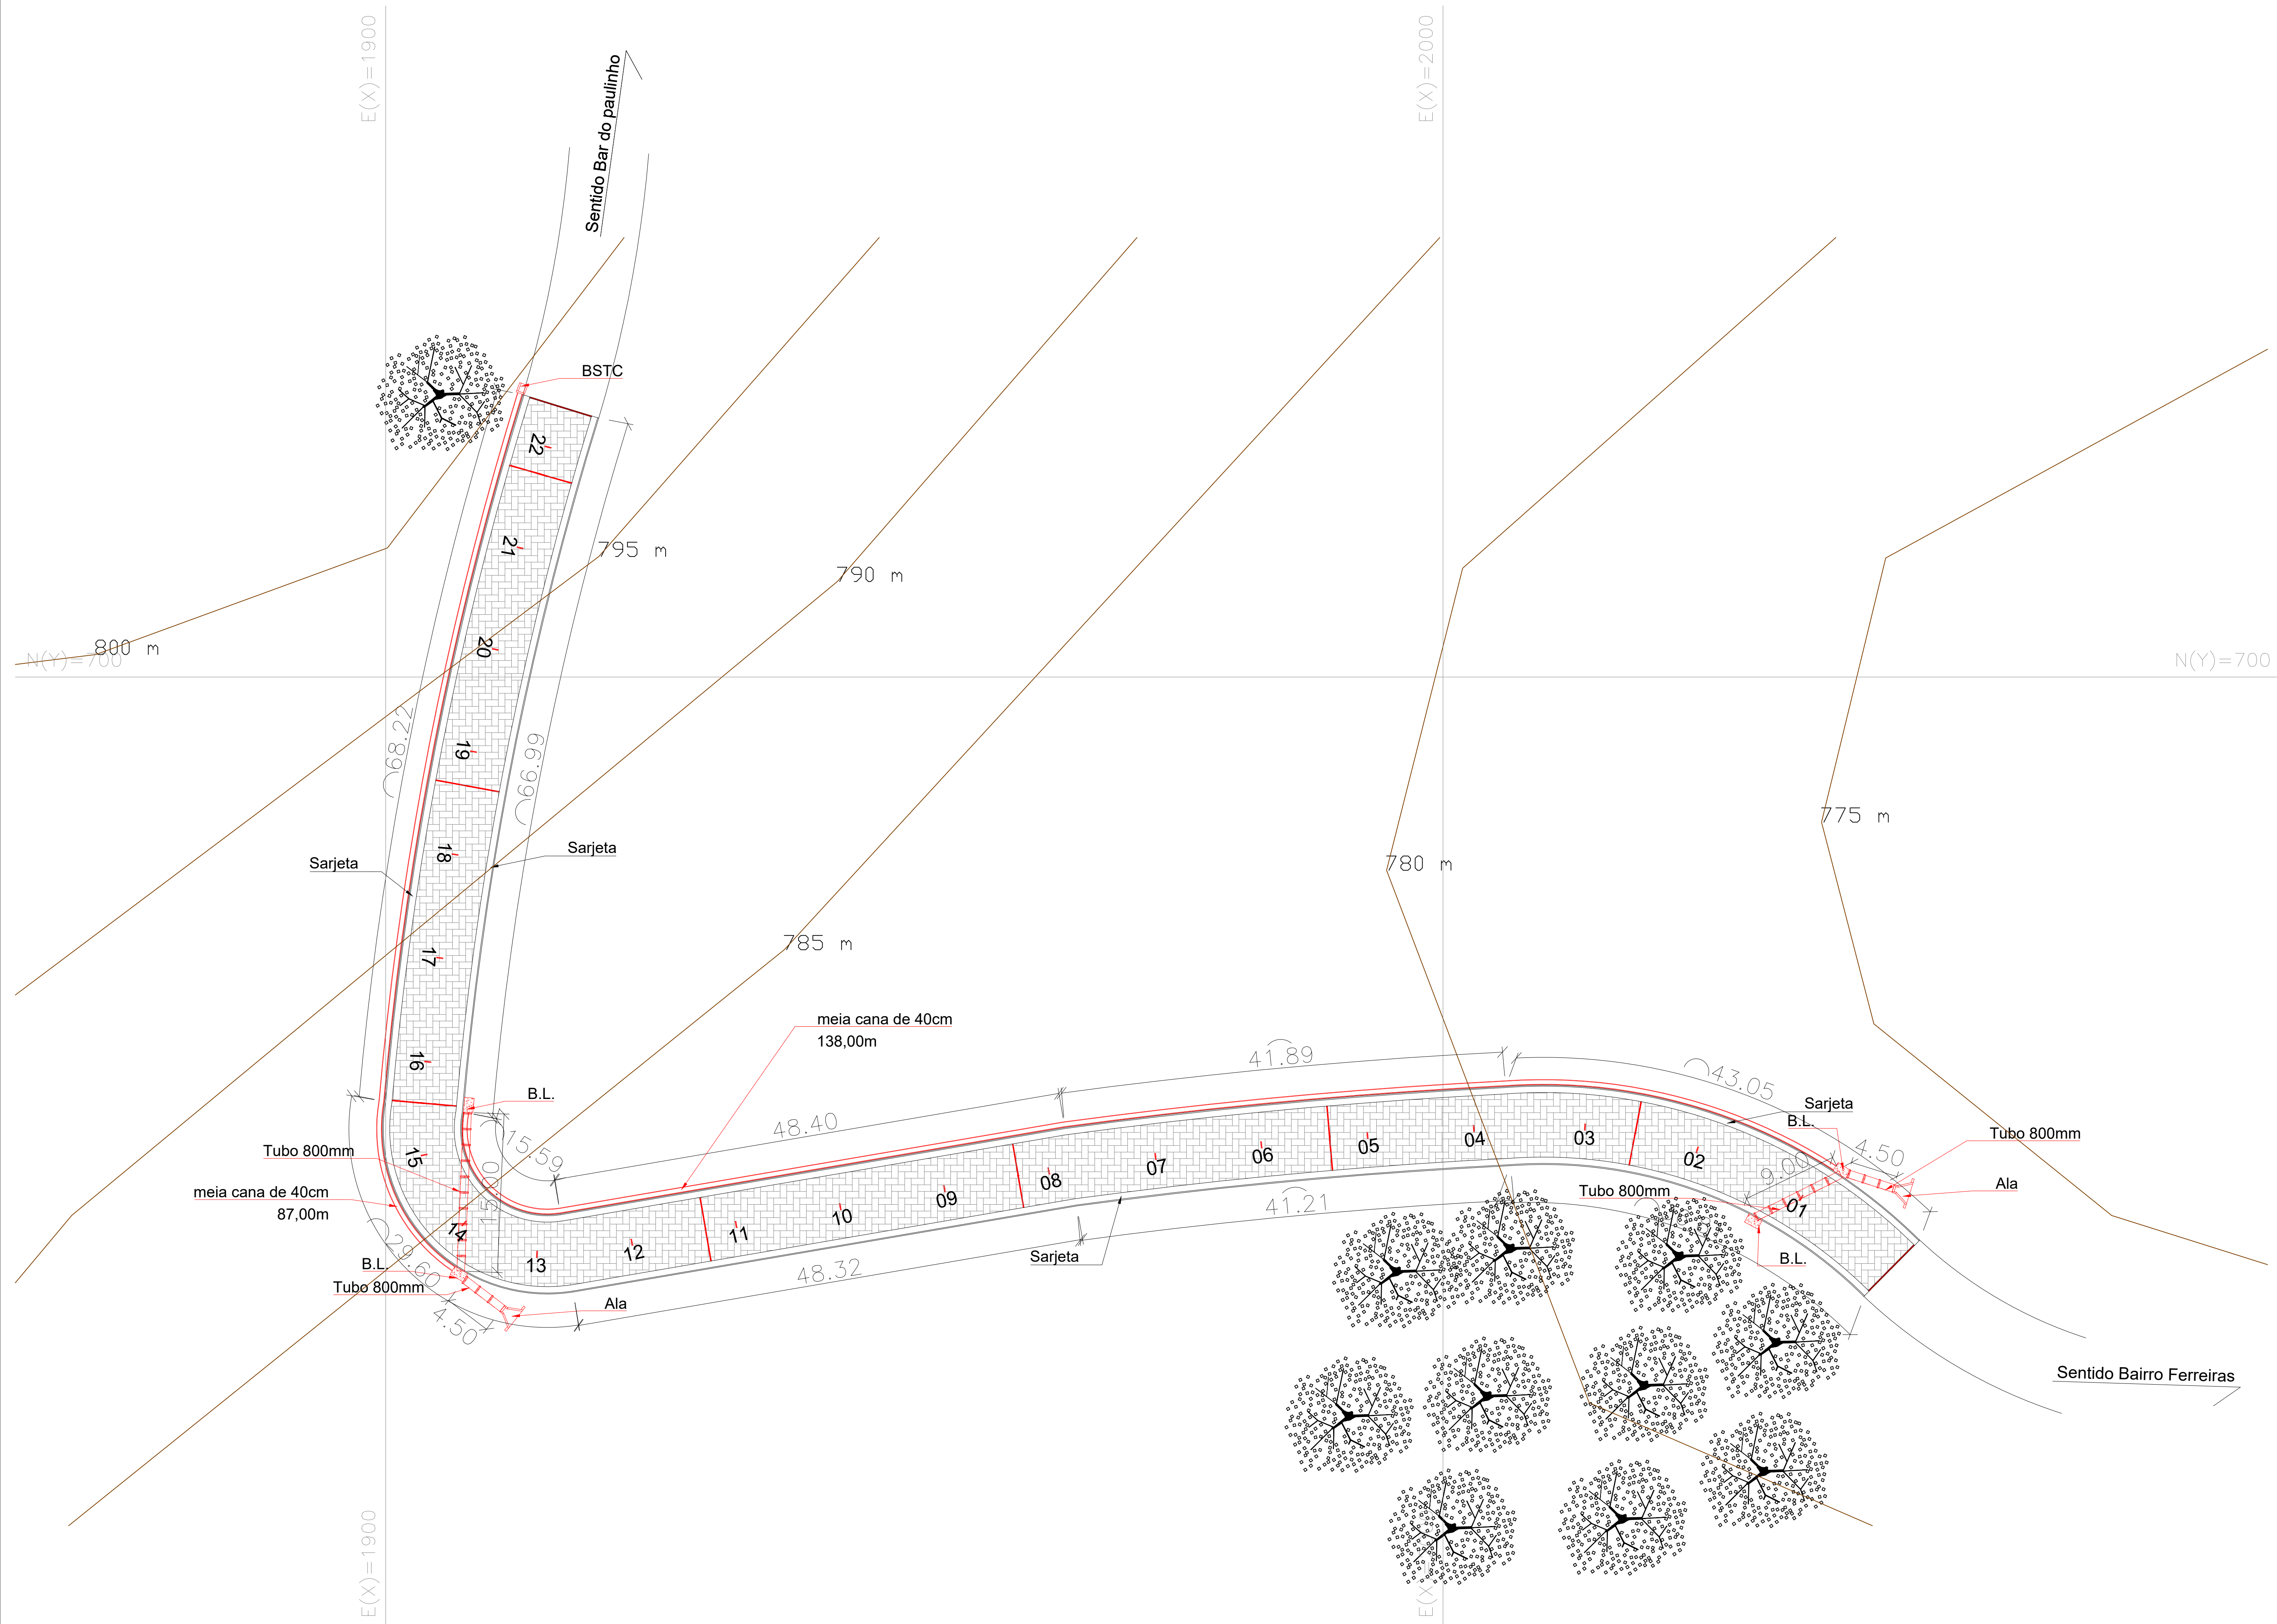 E(X)=1900
E(X)=2000
Sentido Bar do paulinho
BSTC
22
21
795 m
790 m
20
800 m
N(Y)=700
N(Y)=700
68.22
66.99
19
775 m
18
Sarjeta
Sarjeta
780 m
785 m
17
meia cana de 40cm
138,00m
16
41.89
43.05
B.L.
48.40
Sarjeta
B.L.
Tubo 800mm
15.59
4.50
Tubo 800mm
15
05
04
03
02
9.00
06
07
08
Ala
meia cana de 40cm
87,00m
Tubo 800mm
09
10
11
01
41.21
14
12
13
Sarjeta
B.L.
29.60
B.L.
48.32
Tubo 800mm
Ala
4.50
Sentido Bairro Ferreiras
E(X)=1900